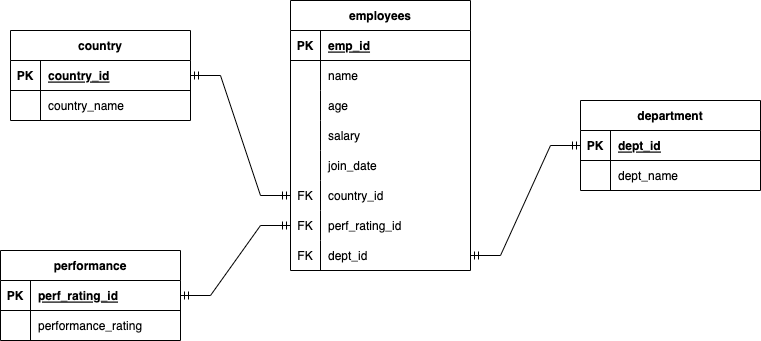 country
PK country_id
country_name
employees
PK emp_id
name
age
salary
join_date
FK country_id
FK perf_rating_id
FK dept_id
department
PK dept_id
dept_name
performance
PK perf_rating_id
performance_rating